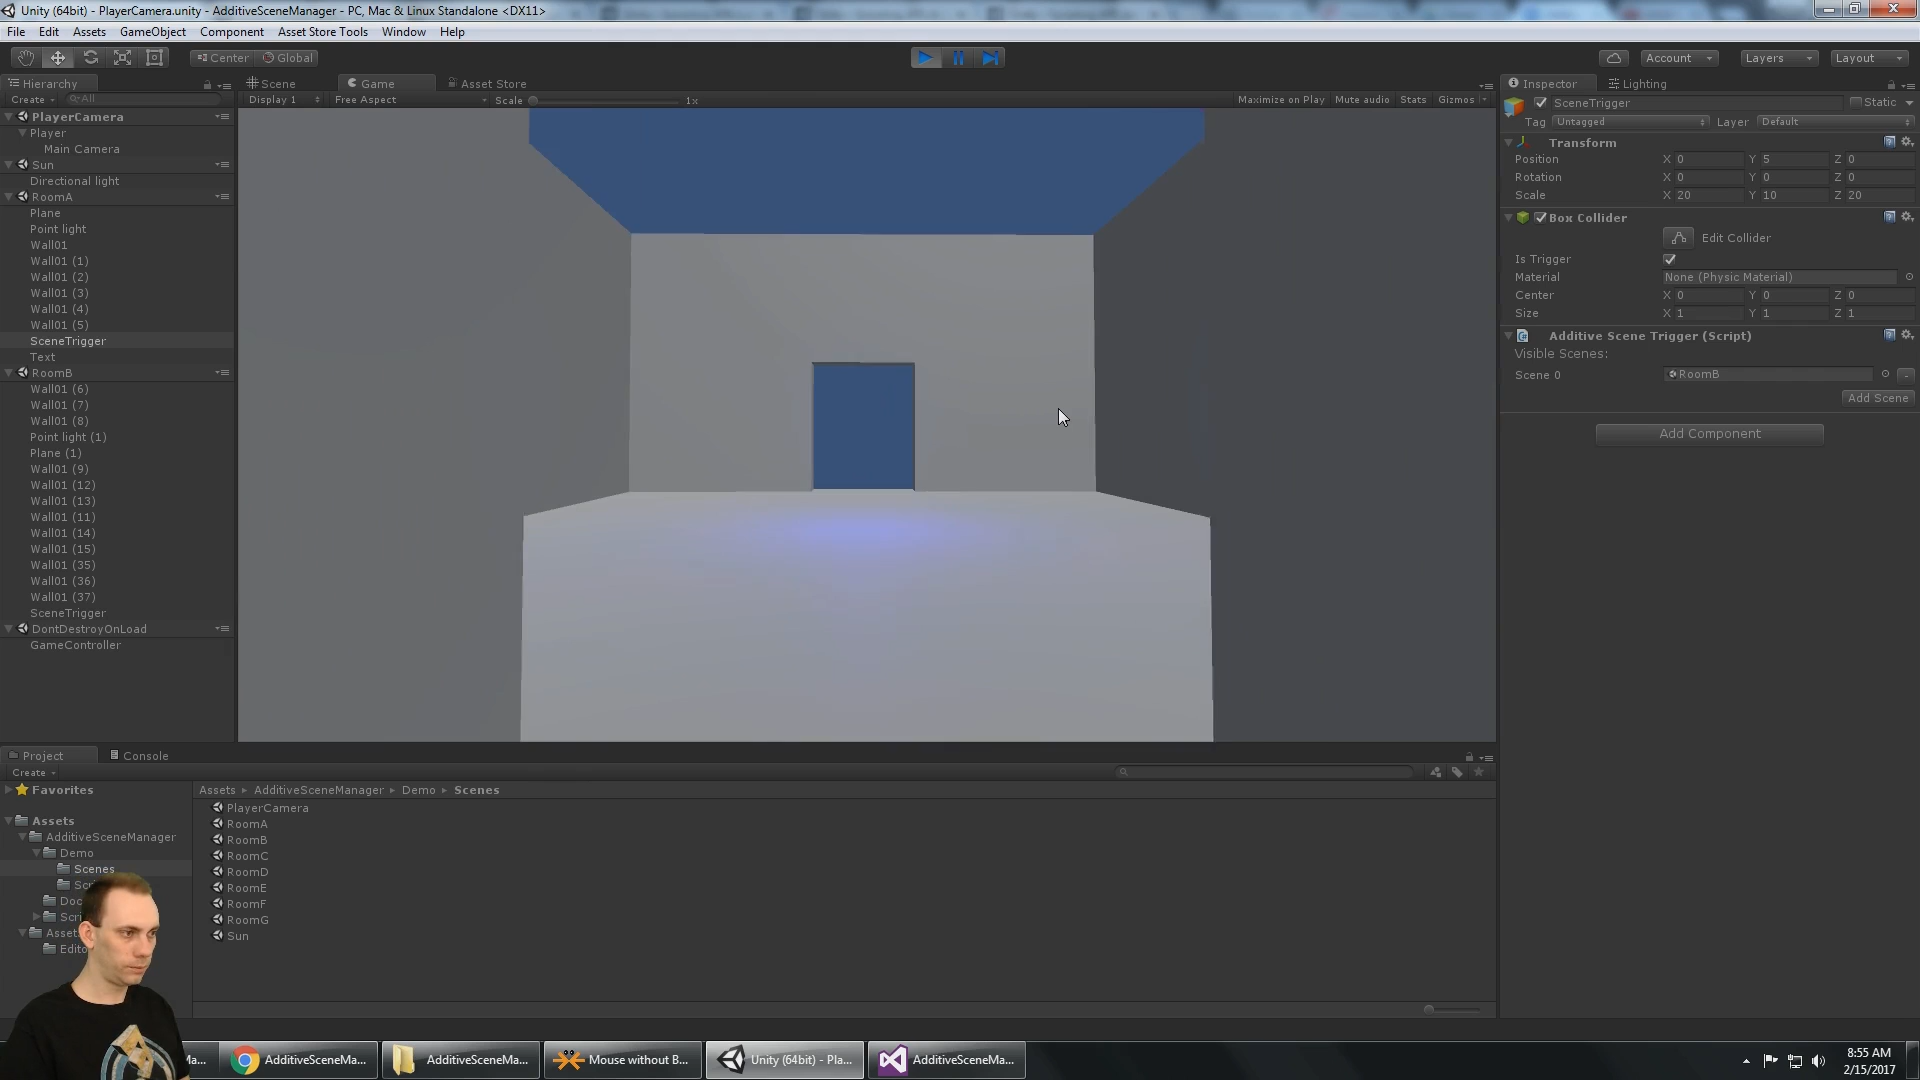 Unity (64bit) - PlayerCamera.unity - AdditiveSceneManager - PC, Mac & Linux Standalone <DX11>
File Edit Assets GameObject Component Asset Store Tools Window Help
Center Global
Account Layers Layout
Hierarchy
Create All
PlayerCamera
Player
Main Camera
Sun
Directional light
RoomA
Plane
Point light
Wall01
Wall01 (1)
Wall01 (2)
Wall01 (3)
Wall01 (4)
Wall01 (5)
SceneTrigger
Text
RoomB
Wall01 (6)
Wall01 (7)
Wall01 (8)
Point light (1)
Plane (1)
Wall01 (9)
Wall01 (12)
Wall01 (13)
Wall01 (11)
Wall01 (14)
Wall01 (15)
Wall01 (35)
Wall01 (36)
Wall01 (37)
SceneTrigger
DontDestroyOnLoad
GameController
Scene Game Asset Store
Display 1 Free Aspect Scale 1x Maximize on Play Mute audio Stats Gizmos
Inspector Lighting
SceneTrigger Static
Tag Untagged Layer Default
Transform
Position X 0 Y 5 Z 0
Rotation X 0 Y 0 Z 0
Scale X 20 Y 10 Z 20
Box Collider
Edit Collider
Is Trigger
Material None (Physic Material)
Center X 0 Y 0 Z 0
Size X 1 Y 1 Z 1
Additive Scene Trigger (Script)
Visible Scenes:
Scene 0 RoomB -
Add Scene
Add Component
Project Console
Create
Favorites
Assets
AdditiveSceneManager
Demo
Scenes
Scri
Doc
Scri
Asset
Edito
Assets AdditiveSceneManager Demo Scenes
PlayerCamera
RoomA
RoomB
RoomC
RoomD
RoomE
RoomF
RoomG
Sun
Ma... AdditiveSceneMa... AdditiveSceneMa... Mouse without B... Unity (64bit) - Pla... AdditiveSceneMa...
8:55 AM
2/15/2017